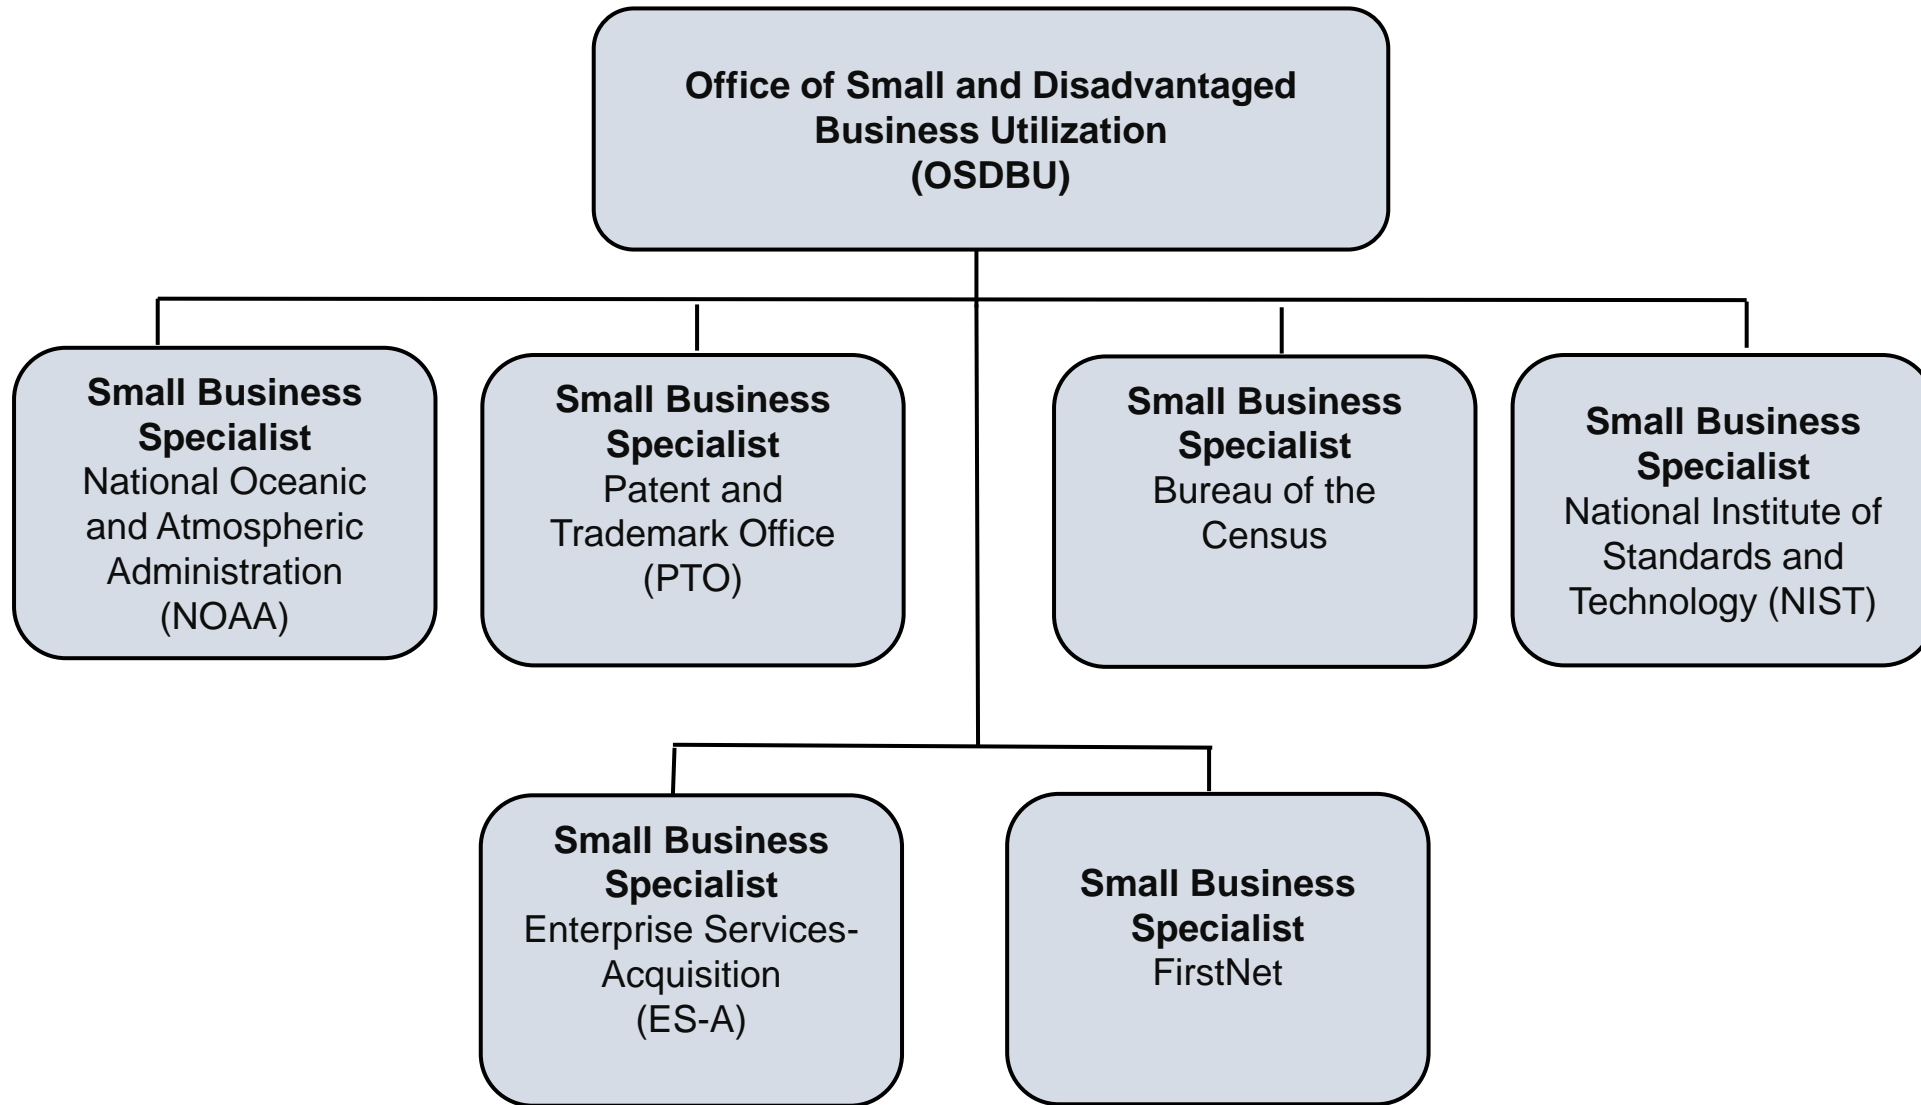 Office of Small and Disadvantaged
Business Utilization
(OSDBU)
Small Business
Specialist
National Oceanic
and Atmospheric
Administration
(NOAA)
Small Business
Specialist
Patent and
Trademark Office
(PTO)
Small Business
Specialist
Bureau of the
Census
Small Business
Specialist
National Institute of
Standards and
Technology (NIST)
Small Business
Specialist
Enterprise Services-
Acquisition
(ES-A)
Small Business
Specialist
FirstNet